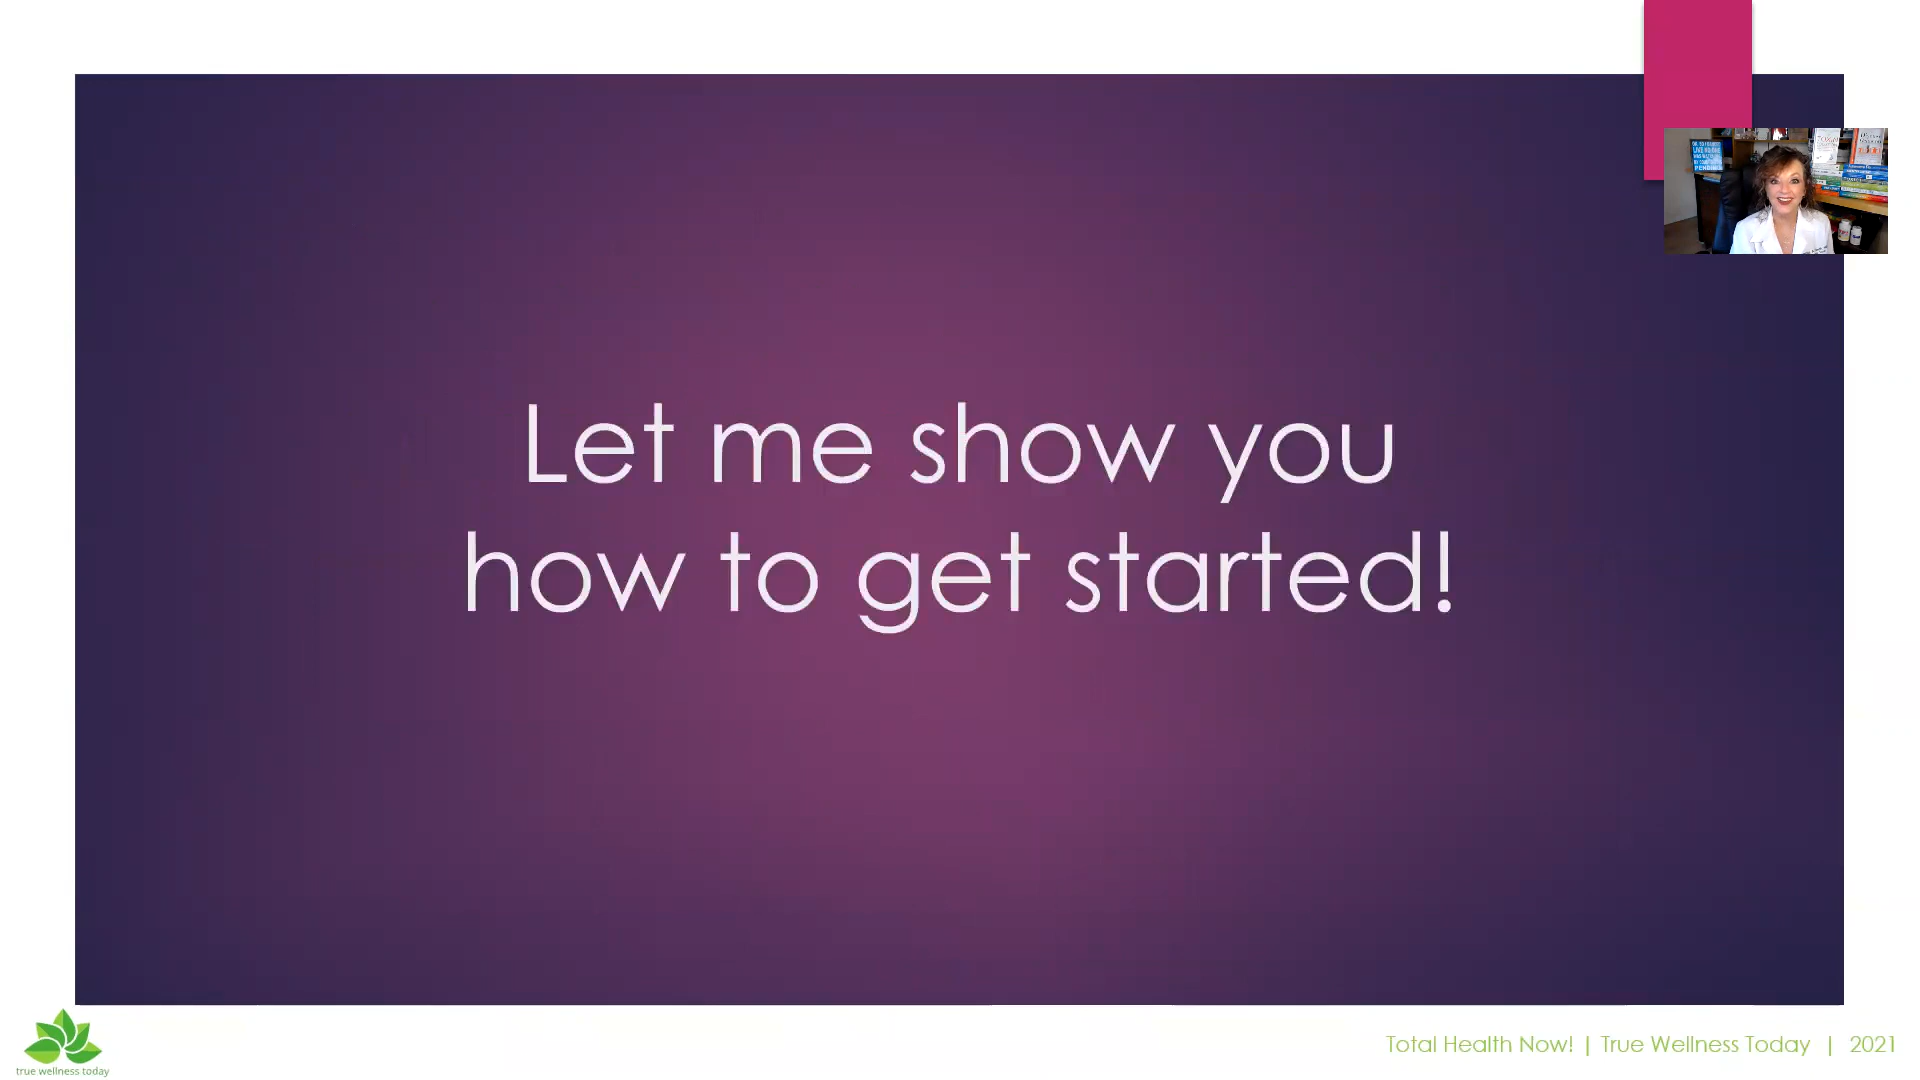 Let me show you
how to get started!
true wellness today
Total Health Now! | True Wellness Today | 2021